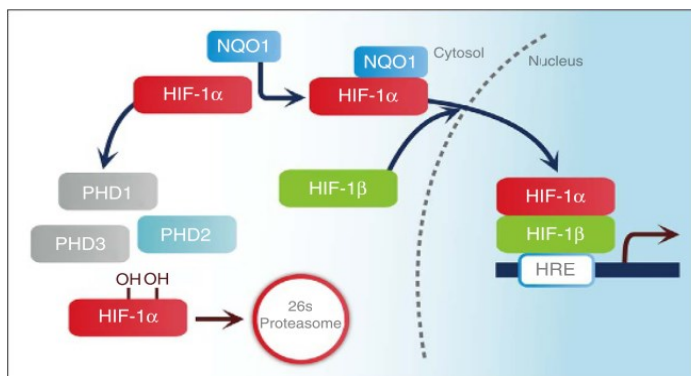 NQO1
NQO1
Cytosol
Nucleus
HIF-1α
HIF-1α
PHD1
HIF-1β
HIF-1α
PHD3
PHD2
HIF-1β
OH OH
HRE
HIF-1α
26s
Proteasome